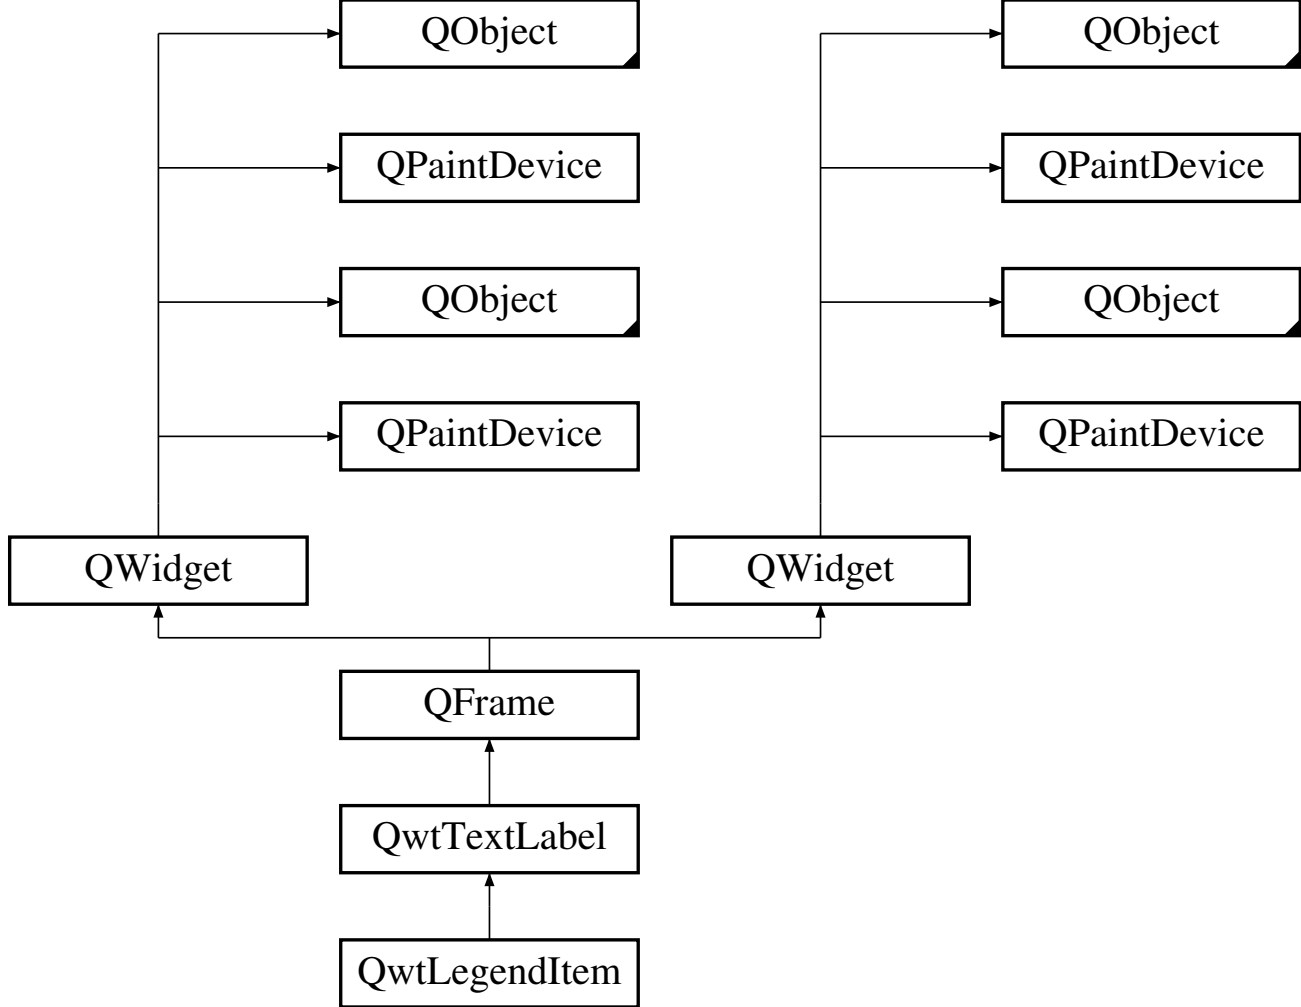 QObject
QObject
QPaintDevice
QPaintDevice
QObject
QObject
QPaintDevice
QPaintDevice
QWidget
QWidget
QFrame
QwtTextLabel
QwtLegendItem